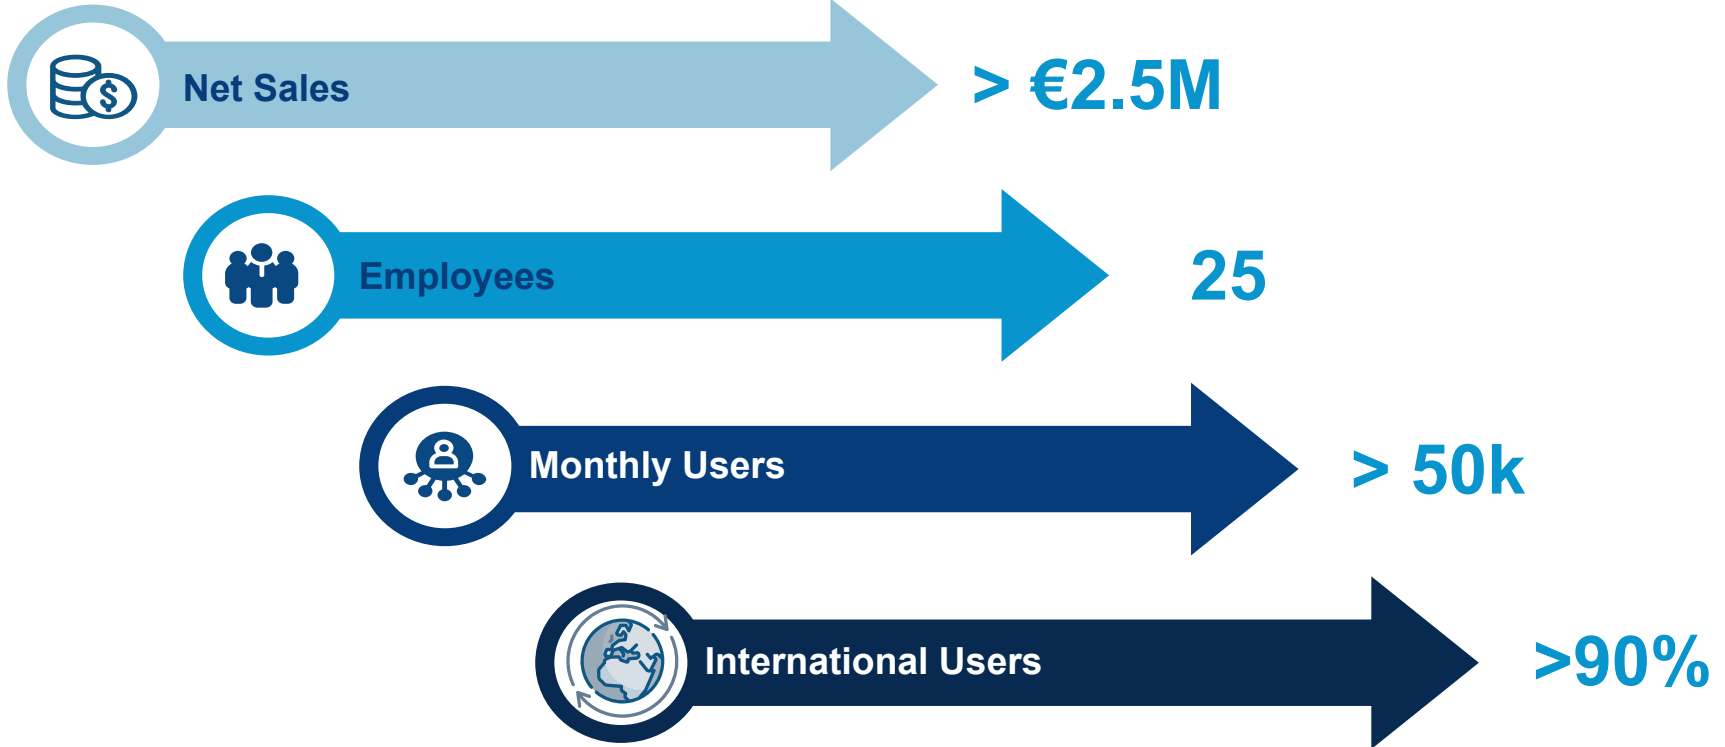 Net Sales
> €2.5M
Employees
25
Monthly Users
> 50k
International Users
>90%